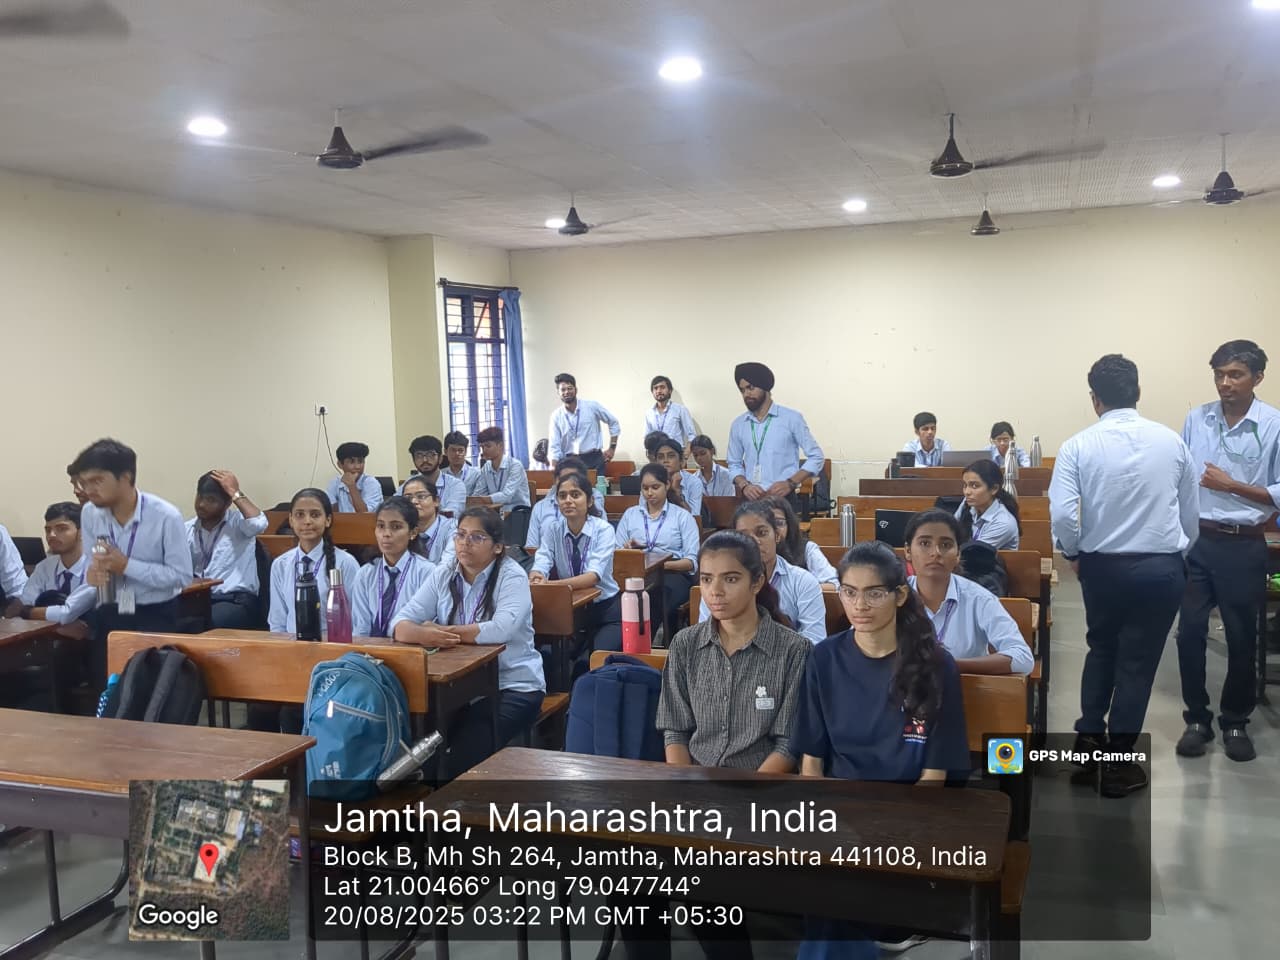 adidas
GPS Map Camera
Jamtha, Maharashtra, India
Block B, Mh Sh 264, Jamtha, Maharashtra 441108, India
Lat 21.00466° Long 79.047744°
20/08/2025 03:22 PM GMT +05:30
Google